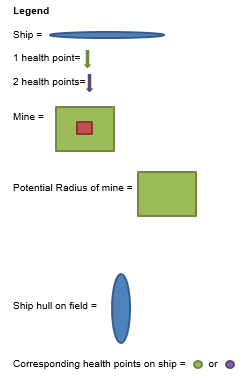 Legend
Ship =
1 health point=
2 health points=
Mine =
Potential Radius of mine =
Ship hull on field =
Corresponding health points on ship = or